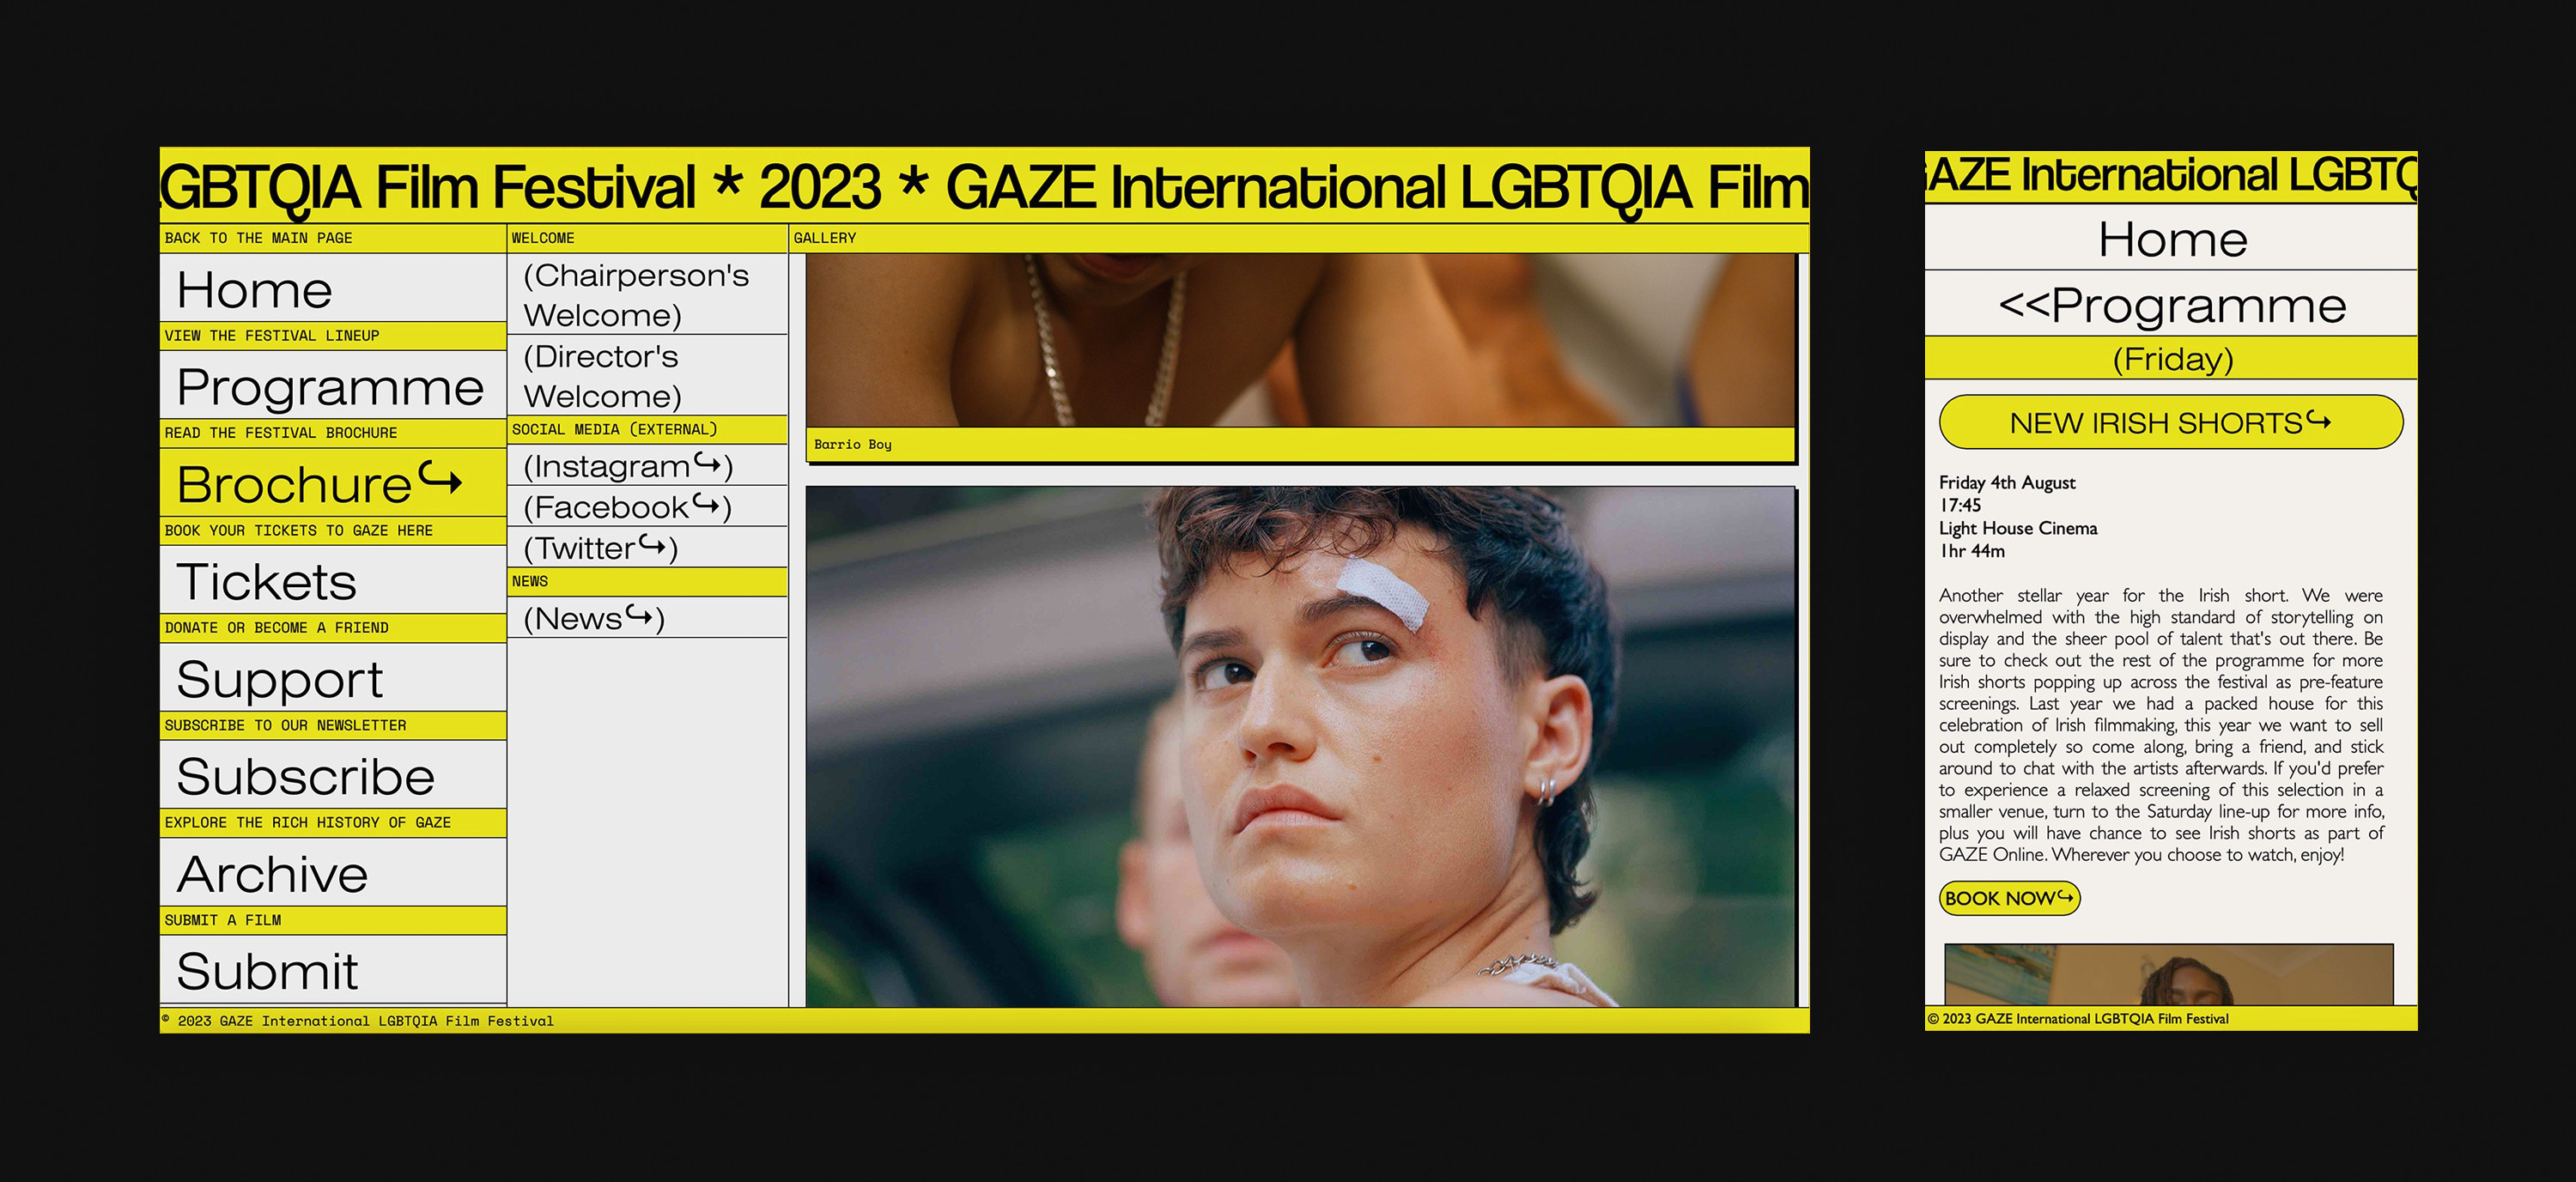 GBTQIA Film Festival * 2023 * GAZE International LGBTQIA Film
BACK TO THE MAIN PAGE
Home
VIEW THE FESTIVAL LINEUP
Programme
READ THE FESTIVAL BROCHURE
Brochure↪
BOOK YOUR TICKETS TO GAZE HERE
Tickets
DONATE OR BECOME A FRIEND
Support
SUBSCRIBE TO OUR NEWSLETTER
Subscribe
EXPLORE THE RICH HISTORY OF GAZE
Archive
SUBMIT A FILM
Submit
WELCOME
(Chairperson's
Welcome)
(Director's
Welcome)
SOCIAL MEDIA (EXTERNAL)
(Instagram↪)
(Facebook↪)
(Twitter↪)
NEWS
(News↪)
GALLERY
Barrio Boy
© 2023 GAZE International LGBTQIA Film Festival
GAZE International LGBTQ
Home
<<Programme
(Friday)
NEW IRISH SHORTS↪
Friday 4th August
17:45
Light House Cinema
1hr 44m
Another stellar year for the Irish short. We were
overwhelmed with the high standard of storytelling on
display and the sheer pool of talent that's out there. Be
sure to check out the rest of the programme for more
Irish shorts popping up across the festival as pre-feature
screenings. Last year we had a packed house for this
celebration of Irish filmmaking, this year we want to sell
out completely so come along, bring a friend, and stick
around to chat with the artists afterwards. If you'd prefer
to experience a relaxed screening of this selection in a
smaller venue, turn to the Saturday line-up for more info,
plus you will have chance to see Irish shorts as part of
GAZE Online. Wherever you choose to watch, enjoy!
BOOK NOW↪
© 2023 GAZE International LGBTQIA Film Festival